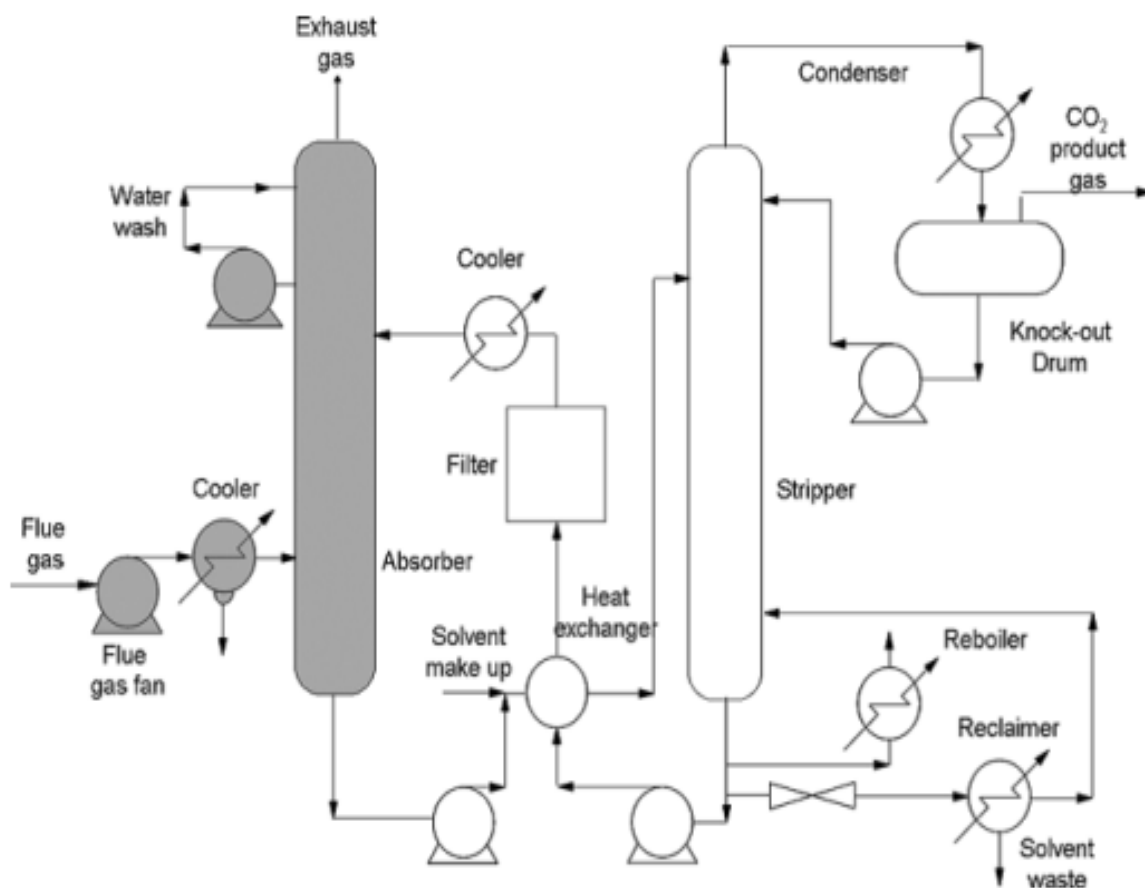 Exhaust
gas
Condenser
CO₂
product
gas
Water
wash
Cooler
Knock-out
Drum
Filter
Stripper
Cooler
Flue
gas
Absorber
Flue
gas fan
Heat
exchanger
Solvent
make up
Reboiler
Reclaimer
Solvent
waste